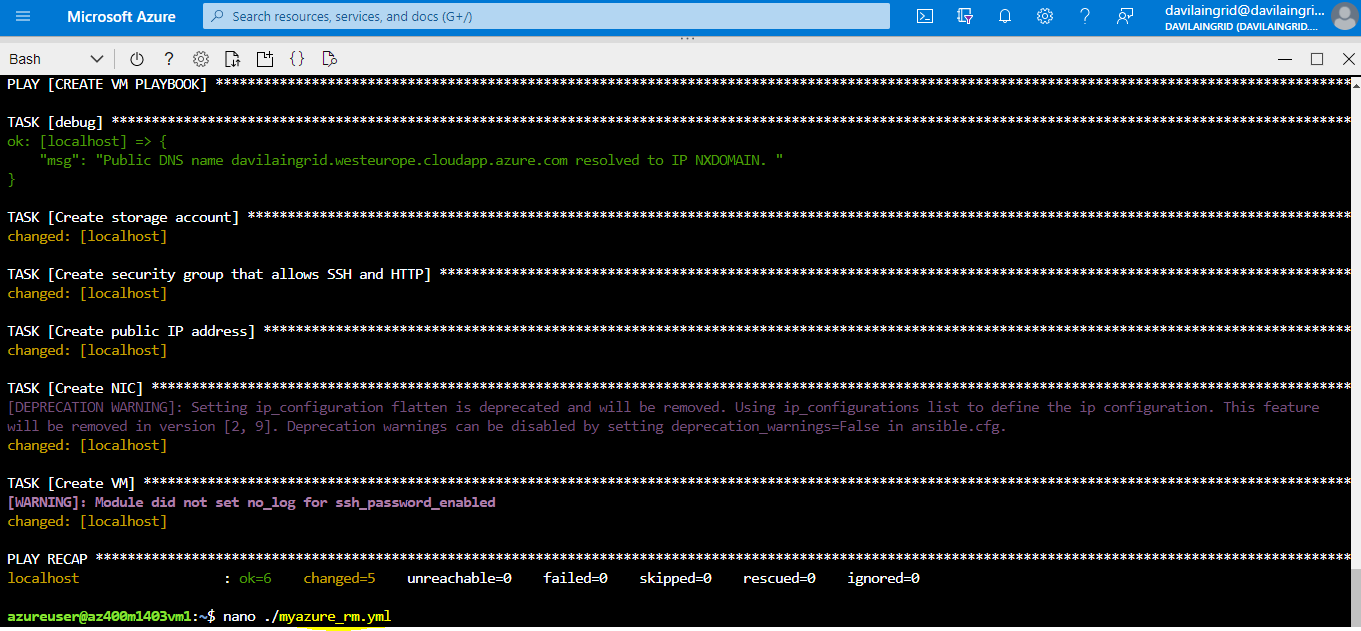 Microsoft Azure
Search resources, services, and docs (G+/)
davilaingrid@davilaingri...
DAVILAINGRID (DAVILAINGRID....
Bash
PLAY [CREATE VM PLAYBOOK] ****************************************************************************************************************************************
TASK [debug] *****************************************************************************************************************************************************
ok: [localhost] => {
"msg": "Public DNS name davilaingrid.westeurope.cloudapp.azure.com resolved to IP NXDOMAIN. "
}
TASK [Create storage account] ************************************************************************************************************************************
changed: [localhost]
TASK [Create security group that allows SSH and HTTP] ************************************************************************************************************
changed: [localhost]
TASK [Create public IP address] **********************************************************************************************************************************
changed: [localhost]
TASK [Create NIC] ************************************************************************************************************************************************
[DEPRECATION WARNING]: Setting ip_configuration flatten is deprecated and will be removed. Using ip_configurations list to define the ip configuration. This feature
will be removed in version [2, 9]. Deprecation warnings can be disabled by setting deprecation_warnings=False in ansible.cfg.
changed: [localhost]
TASK [Create VM] *************************************************************************************************************************************************
[WARNING]: Module did not set no_log for ssh_password_enabled
changed: [localhost]
PLAY RECAP *******************************************************************************************************************************************************
localhost : ok=6 changed=5 unreachable=0 failed=0 skipped=0 rescued=0 ignored=0
azureuser@az400m1403vm1:~$ nano ./myazure_rm.yml